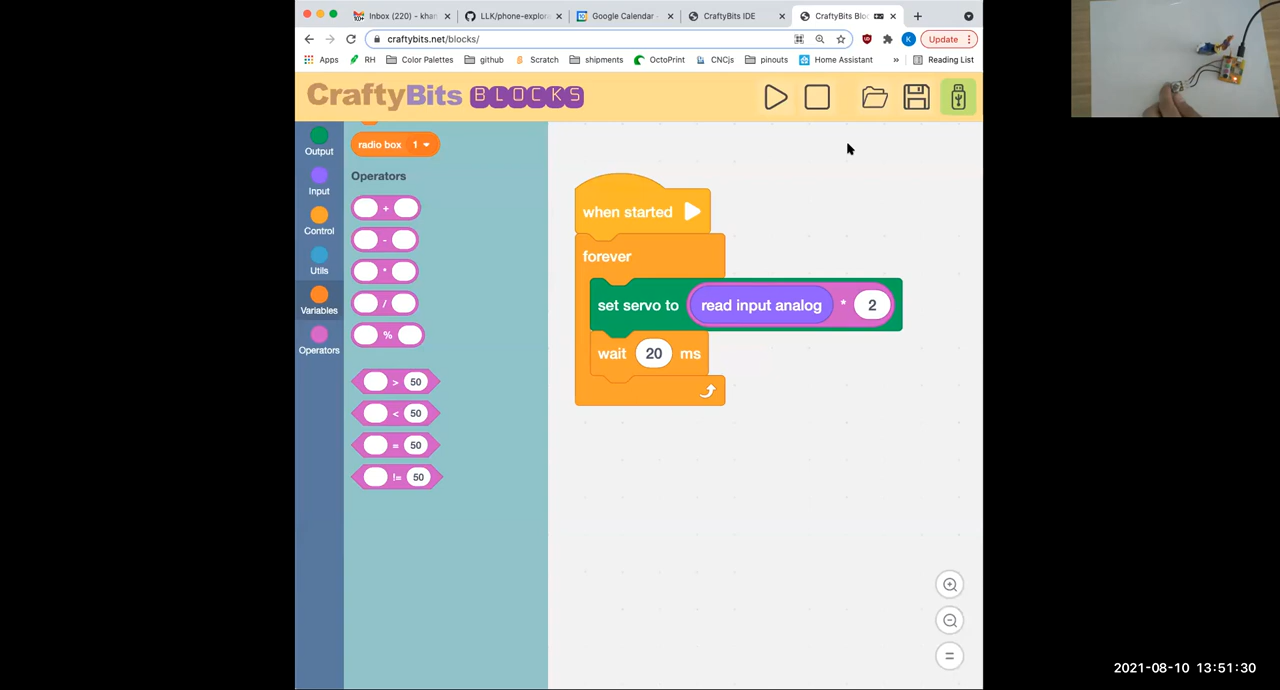 Inbox (220) - khan
LLK/phone-explora
Google Calendar -
CraftyBits IDE
CraftyBits Bloc
craftybits.net/blocks/
K
Update
Apps
RH
Color Palettes
github
Scratch
shipments
OctoPrint
CNCjs
pinouts
Home Assistant
»
Reading List
CraftyBits BLOCKS
Output
Input
Control
Utils
Variables
Operators
radio box 1
Operators
+
-
*
/
%
> 50
< 50
= 50
!= 50
when started
forever
set servo to read input analog * 2
wait 20 ms
2021-08-10 13:51:30